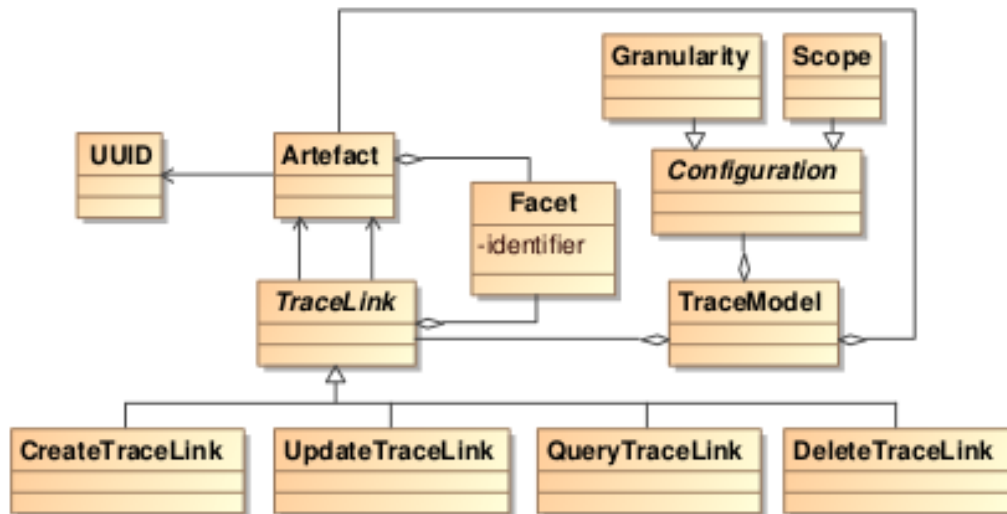 Granularity
Scope
UUID
Artefact
Configuration
Facet
-identifier
TraceLink
TraceModel
CreateTraceLink
UpdateTraceLink
QueryTraceLink
DeleteTraceLink